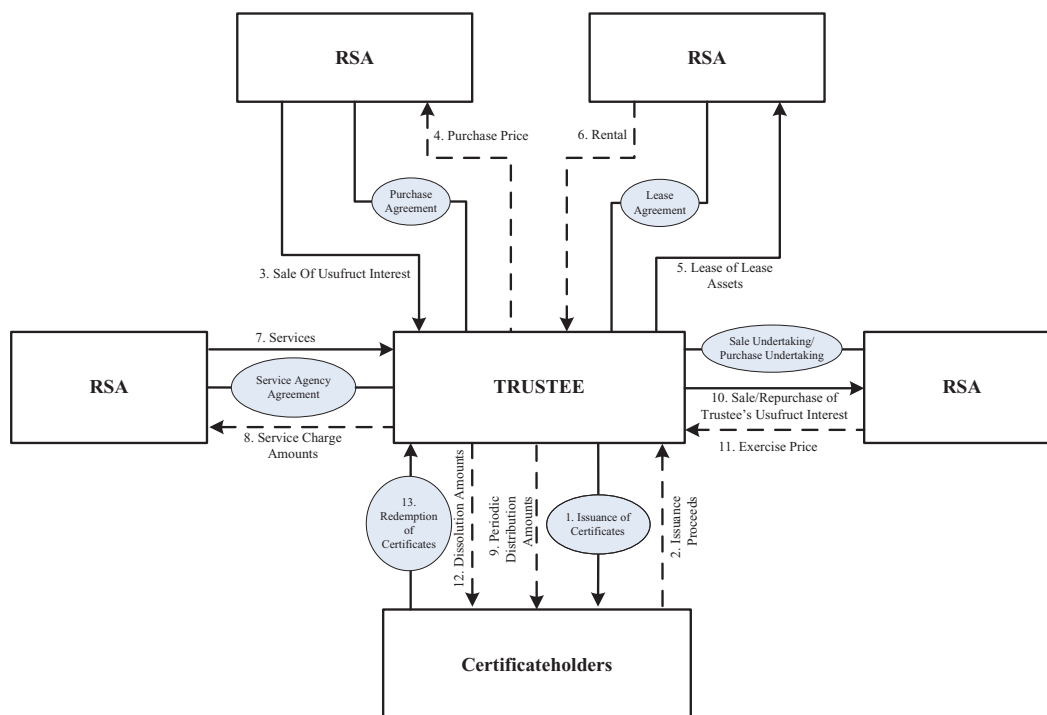 RSA
RSA
4. Purchase Price
6. Rental
Purchase
Agreement
Lease
Agreement
3. Sale Of Usufruct Interest
5. Lease of Lease
Assets
7. Services
Sale Undertaking/
Purchase Undertaking
RSA
Service Agency
Agreement
TRUSTEE
RSA
10. Sale/Repurchase of
Trustee’s Usufruct Interest
8. Service Charge
Amounts
11. Exercise Price
13.
Redemption
of
Certificates
12. Dissolution Amounts
9. Periodic
Distribution
Amounts
1. Issuance of
Certificates
2. Issuance
Proceeds
Certificateholders